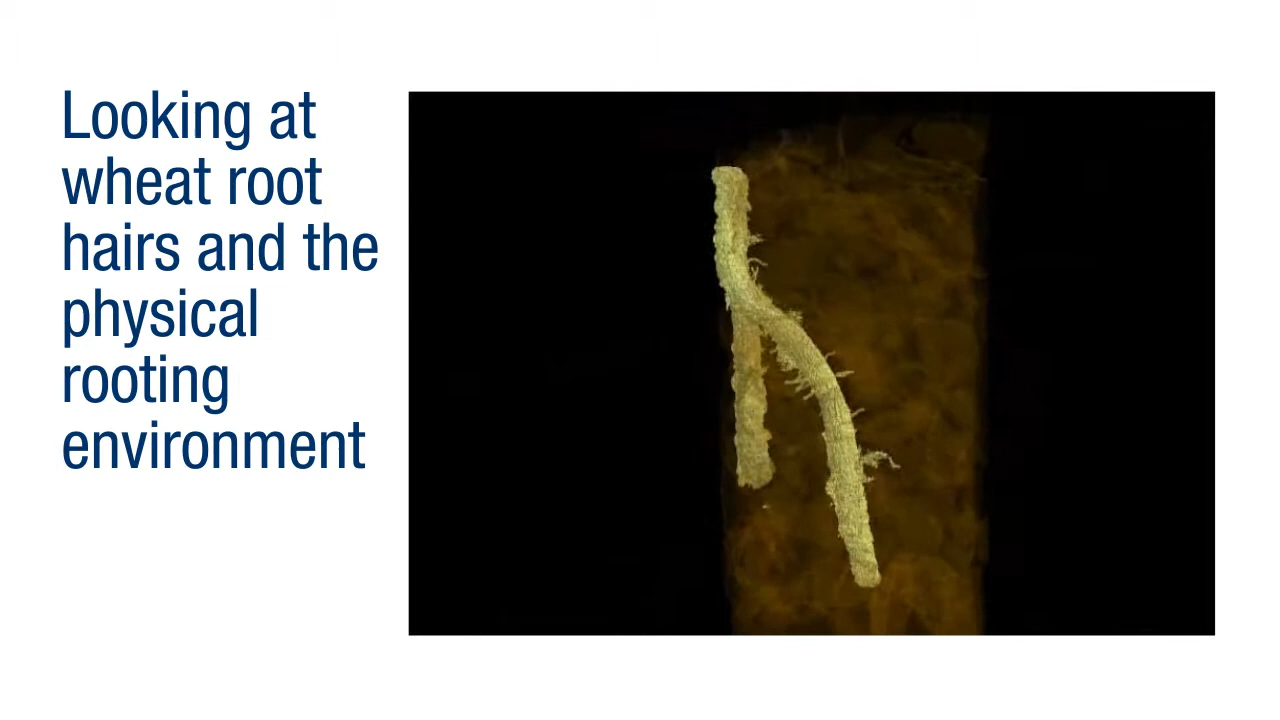 Looking at
wheat root
hairs and the
physical
rooting
environment